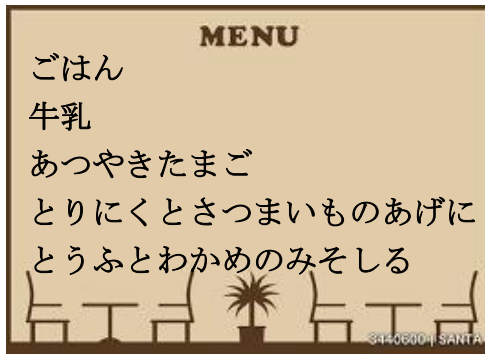 MENU
ごはん
牛乳
あつやきたまご
とりにくとさつまいものあげに
とうふとわかめのみそしる
3440600 | SANTA